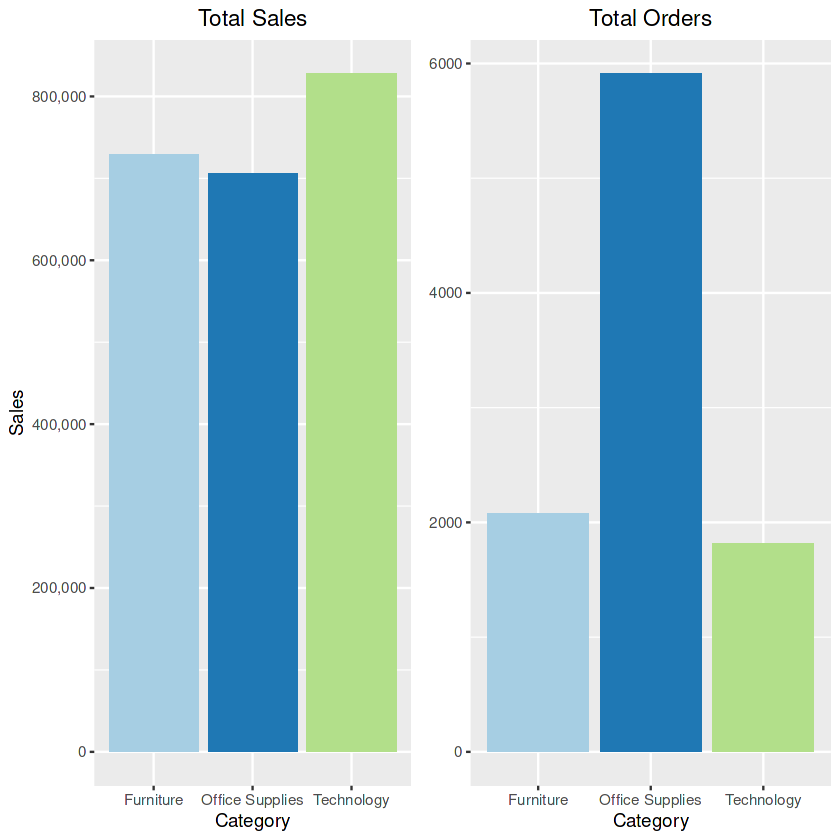 Total Sales
Total Orders
Sales
800,000
600,000
400,000
200,000
0
Furniture
Office Supplies
Technology
Category
6000
4000
2000
0
Furniture
Office Supplies
Technology
Category